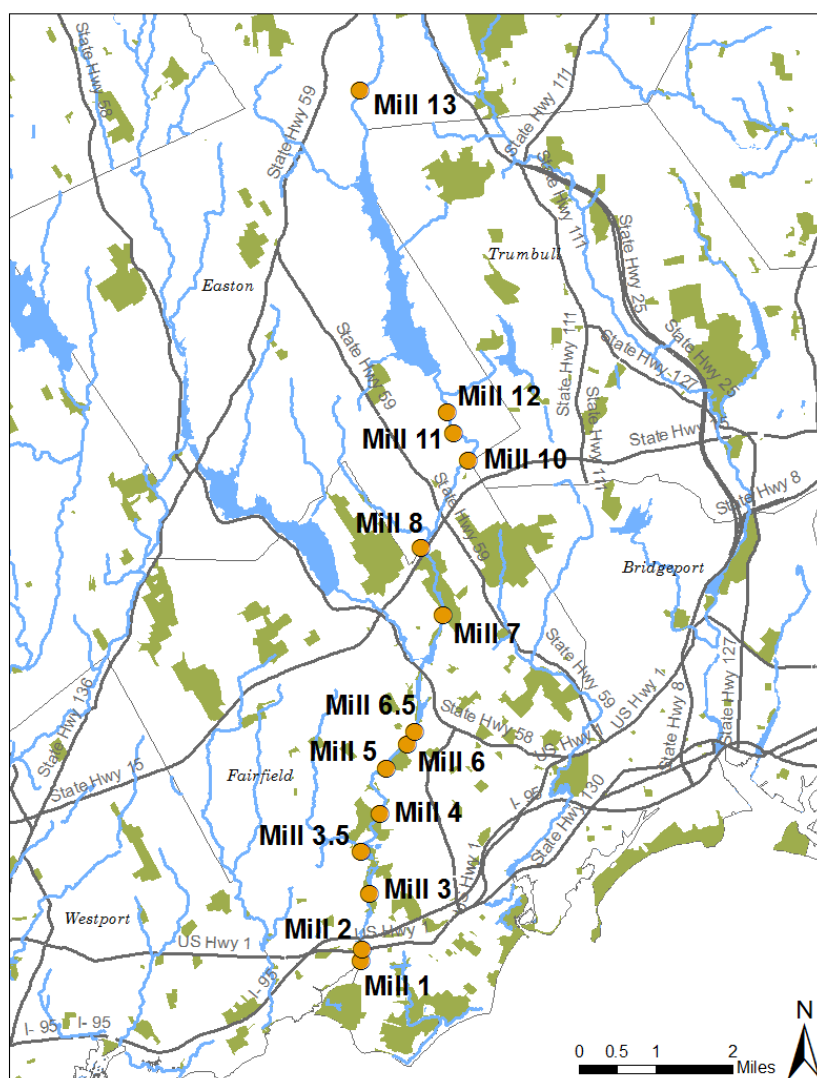 State Hwy 58
State Hwy 59
Mill 13
State Hwy 111
State Hwy 111
Trumbull
Easton
State Hwy 25
State Hwy 59
State Hwy 111
State Hwy 127
State Hwy 25
Mill 12
Mill 11
State Hwy 111
Mill 10
State Hwy 59
State Hwy 8
Mill 8
Bridgeport
Mill 7
State Hwy 59
State Hwy 136
Mill 6.5
State Hwy 58
US Hwy 1
US Hwy 1
State Hwy 8
State Hwy 127
Mill 6
Mill 5
State Hwy 15
Fairfield
I- 95
State Hwy 130
Mill 4
Mill 3.5
US Hwy 1
Mill 3
Westport
Mill 2
US Hwy 1
US Hwy 1
Mill 1
I- 95
I- 95
I- 95
N
0 0.5 1 2
Miles